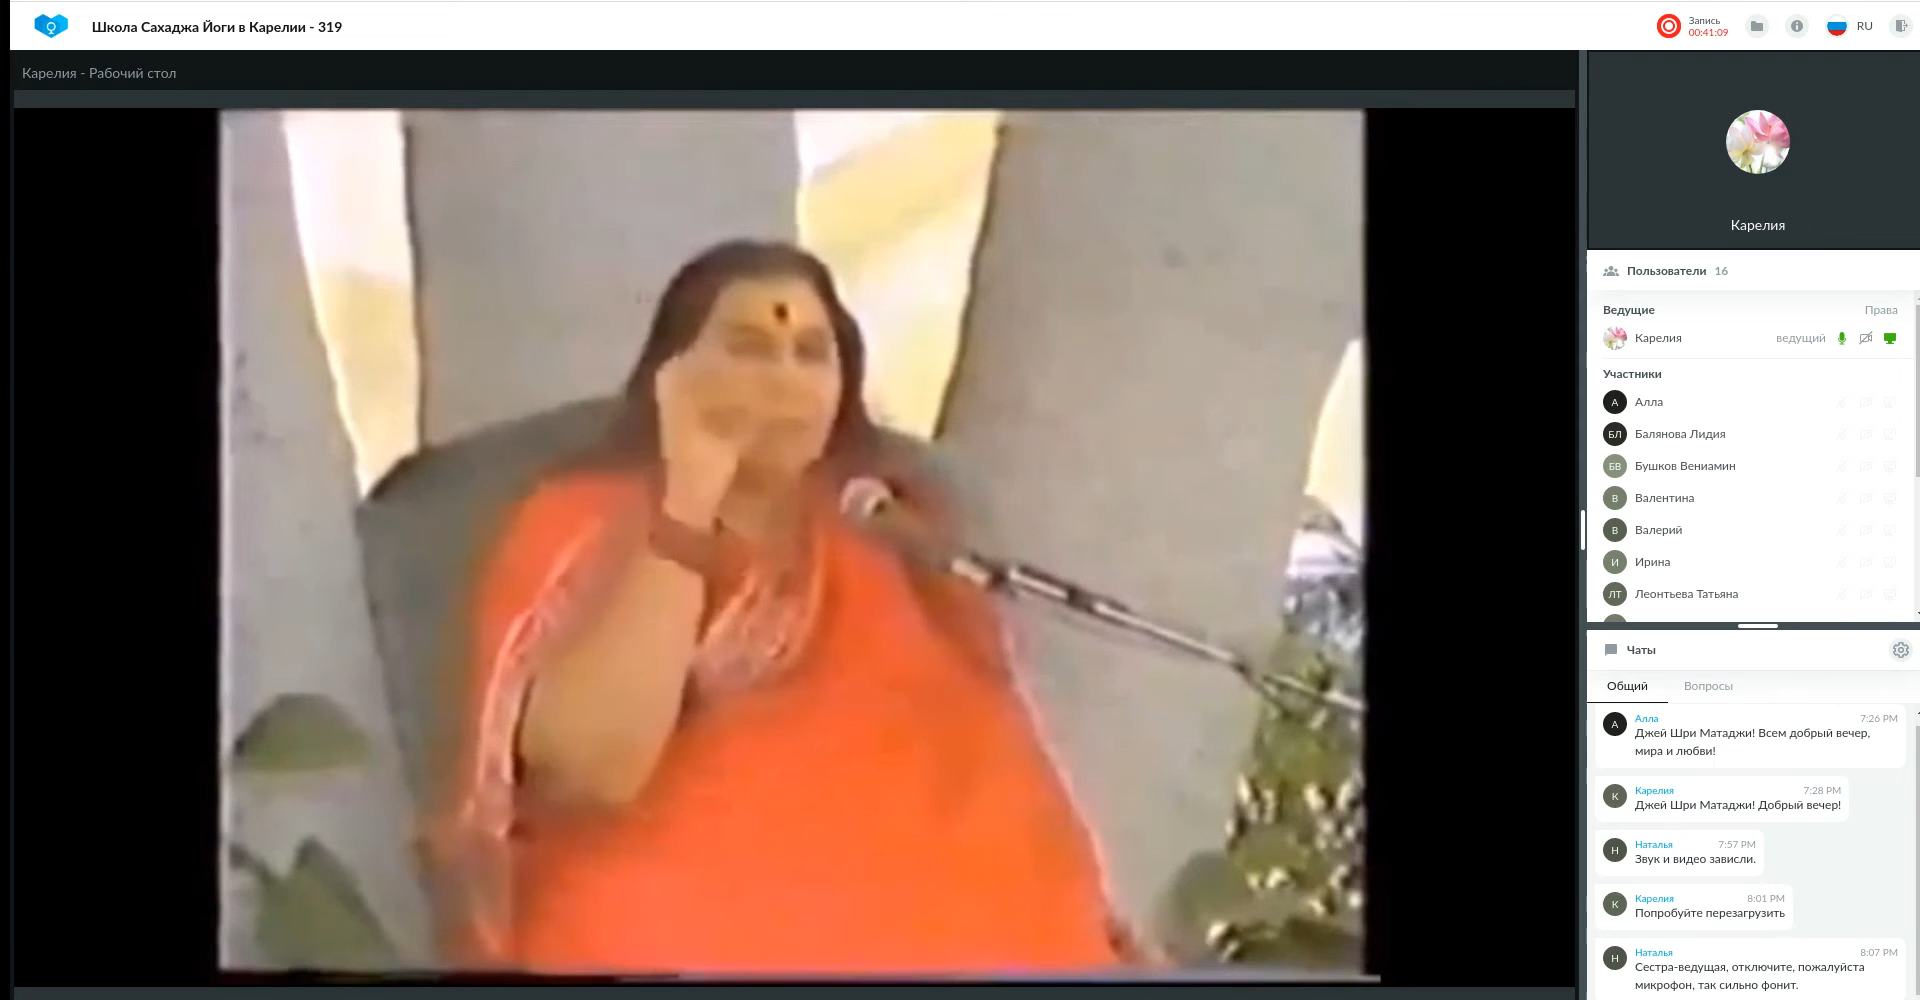 Школа Сахаджа Йоги в Карелии - 319
Запись
00:41:09
RU
Карелия - Рабочий стол
Карелия
Пользователи 16
Ведущие Права
Карелия ведущий
Участники
А Алла
БЛ Балянова Лидия
БВ Бушков Вениамин
В Валентина
В Валерий
И Ирина
ЛТ Леонтьева Татьяна
Чаты
Общий Вопросы
А Алла 7:26 PM
Джей Шри Матаджи! Всем добрый вечер,
мира и любви!
К Карелия 7:28 PM
Джей Шри Матаджи! Добрый вечер!
Н Наталья 7:57 PM
Звук и видео зависли.
К Карелия 8:01 PM
Попробуйте перезагрузить
Н Наталья 8:07 PM
Сестра-ведущая, отключите, пожалуйста
микрофон, так сильно фонит.